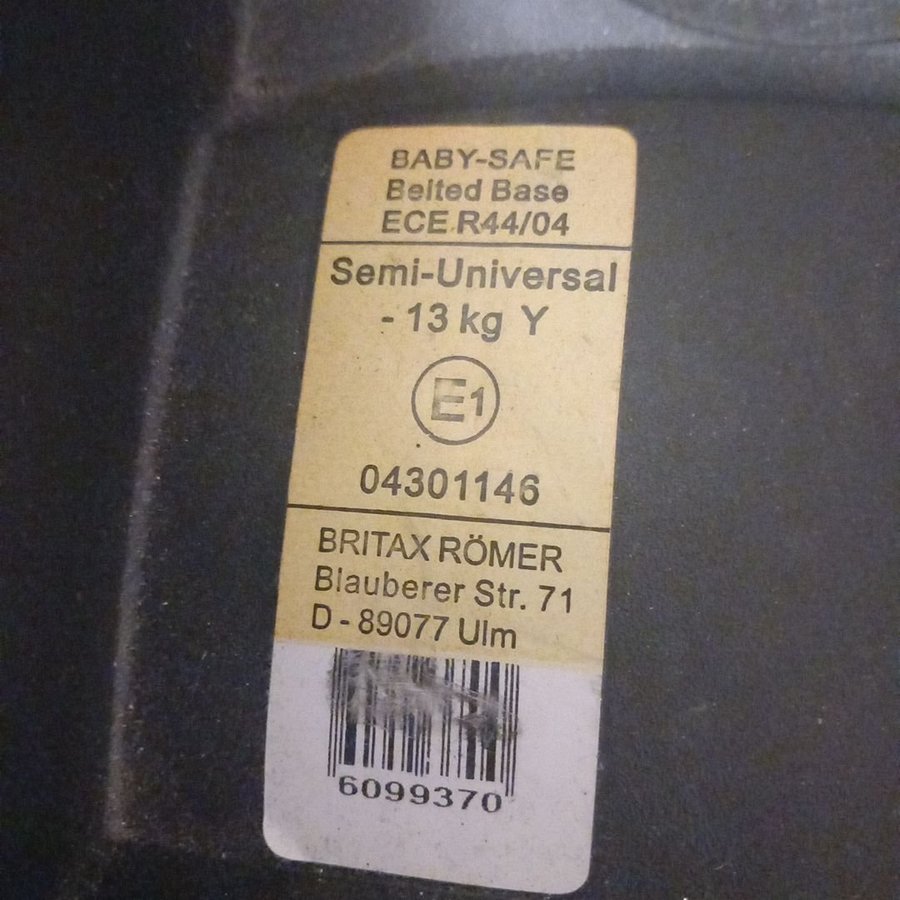 BABY-SAFE
Belted Base
ECE R44/04
Semi-Universal
- 13 kg Y
E1
04301146
BRITAX RÖMER
Blauberer Str. 71
D - 89077 Ulm
6099370